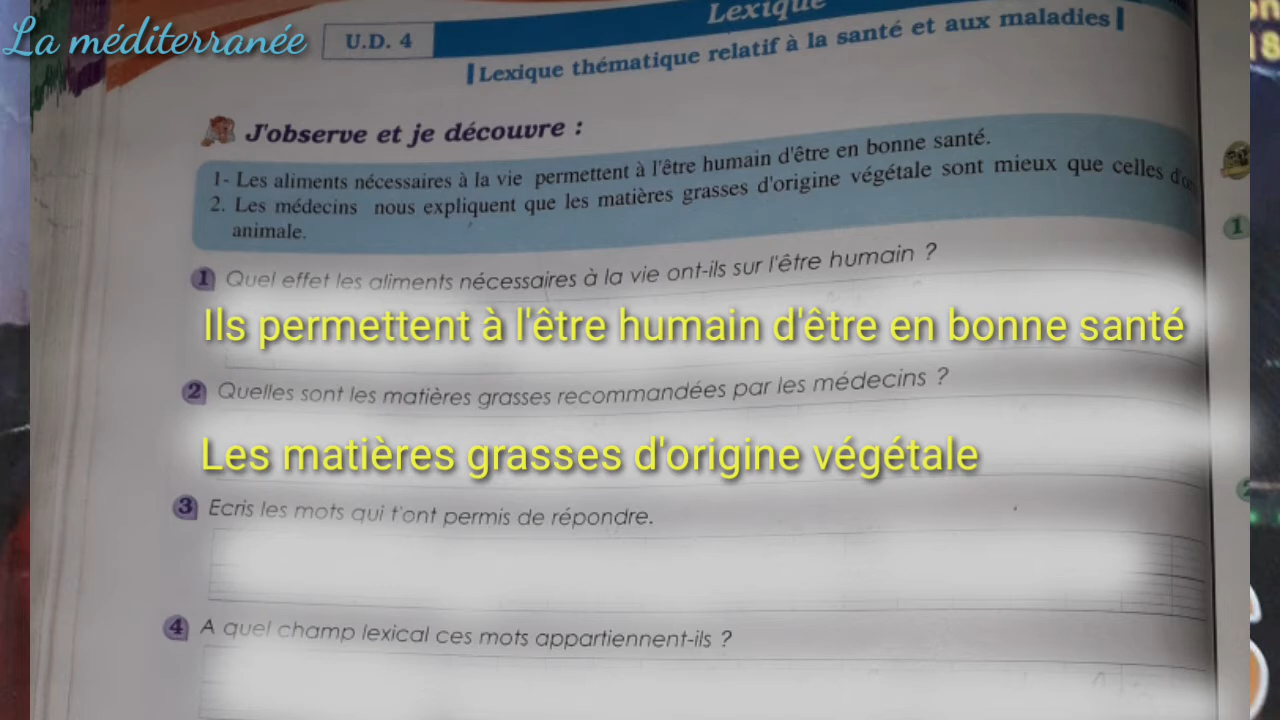 La méditerranée
U.D. 4
Lexique
Lexique thématique relatif à la santé et aux maladies
J'observe et je découvre :
1- Les aliments nécessaires à la vie permettent à l'être humain d'être en bonne santé.
2. Les médecins nous expliquent que les matières grasses d'origine végétale sont mieux que celles
animale.
1 Quel effet les aliments nécessaires à la vie ont-ils sur l'être humain ?
Ils permettent à l'être humain d'être en bonne santé
2 Quelles sont les matières grasses recommandées par les médecins ?
Les matières grasses d'origine végétale
3 Ecris les mots qui t'ont permis de répondre.
4 A quel champ lexical ces mots appartiennent-ils ?
1